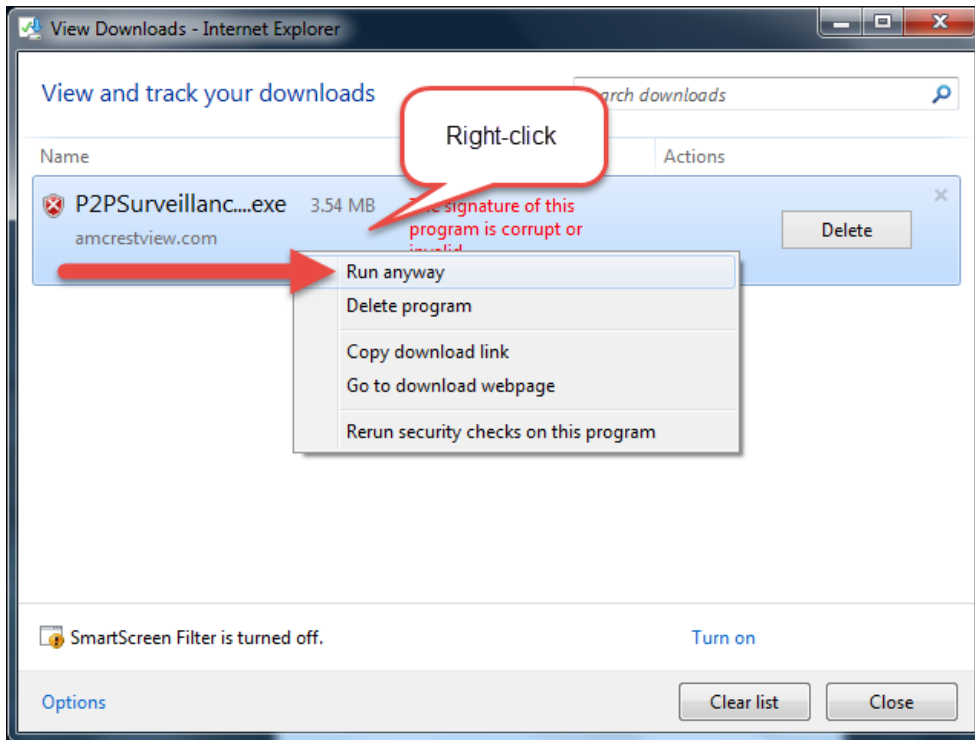 View Downloads - Internet Explorer
View and track your downloads
arch downloads
Right-click
Name
Actions
P2PSurveillanc....exe 3.54 MB
signature of this
program is corrupt or
amcrestview.com
Delete
Run anyway
Delete program
Copy download link
Go to download webpage
Rerun security checks on this program
SmartScreen Filter is turned off.
Turn on
Options
Clear list
Close